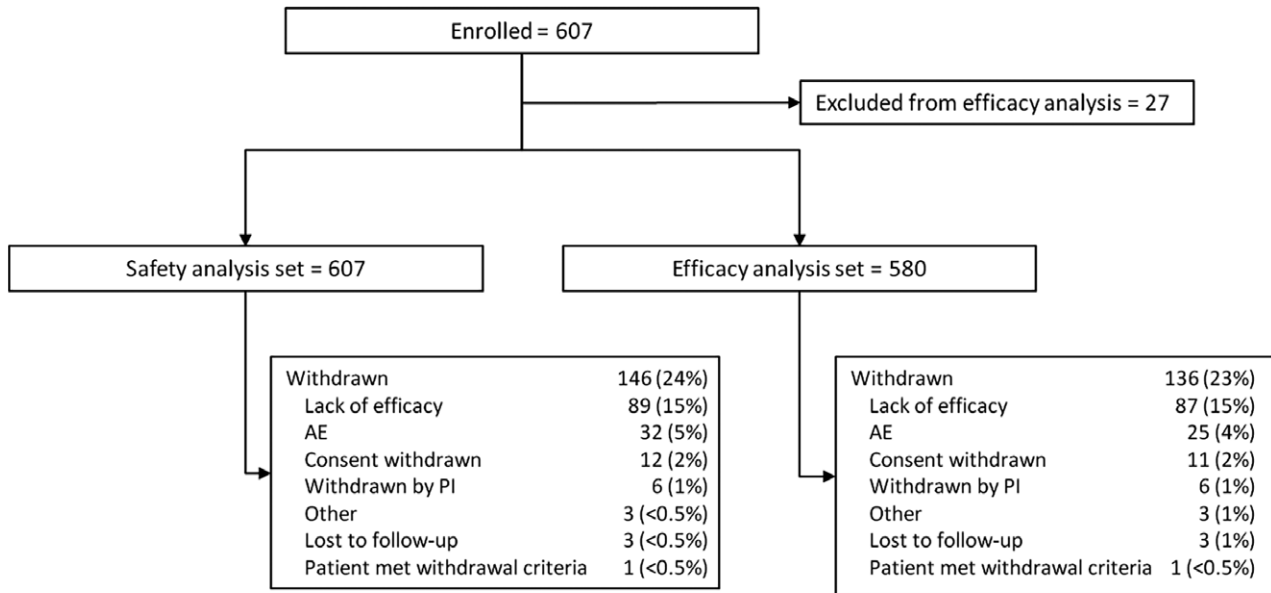 Enrolled = 607
Excluded from efficacy analysis = 27
Safety analysis set = 607
Efficacy analysis set = 580
Withdrawn 146 (24%)
Lack of efficacy 89 (15%)
AE 32 (5%)
Consent withdrawn 12 (2%)
Withdrawn by PI 6 (1%)
Other 3 (<0.5%)
Lost to follow-up 3 (<0.5%)
Patient met withdrawal criteria 1 (<0.5%)
Withdrawn 136 (23%)
Lack of efficacy 87 (15%)
AE 25 (4%)
Consent withdrawn 11 (2%)
Withdrawn by PI 6 (1%)
Other 3 (1%)
Lost to follow-up 3 (1%)
Patient met withdrawal criteria 1 (<0.5%)